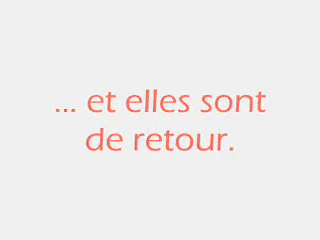 ... et elles sont
de retour.